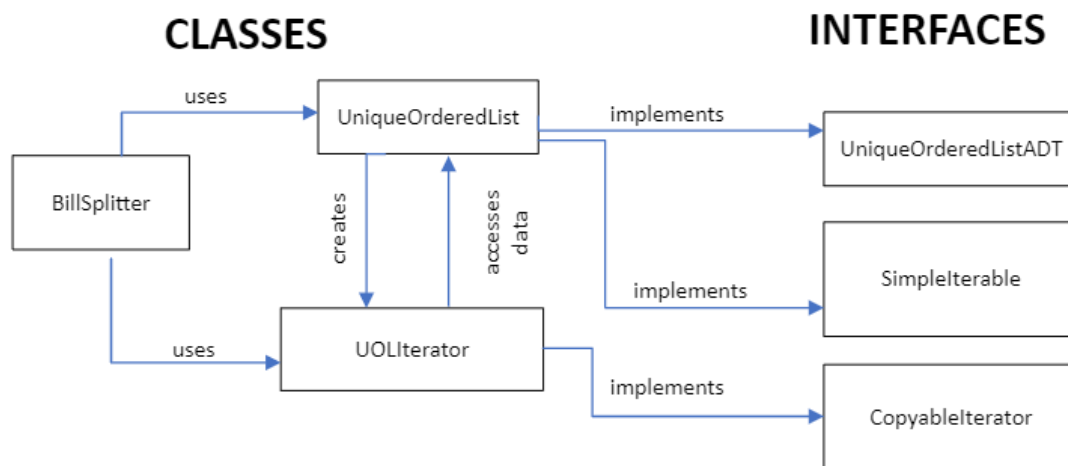 CLASSES
INTERFACES
uses
UniqueOrderedList
implements
UniqueOrderedListADT
BillSplitter
creates
accesses
data
SimpleIterable
implements
uses
UOLIterator
implements
CopyableIterator